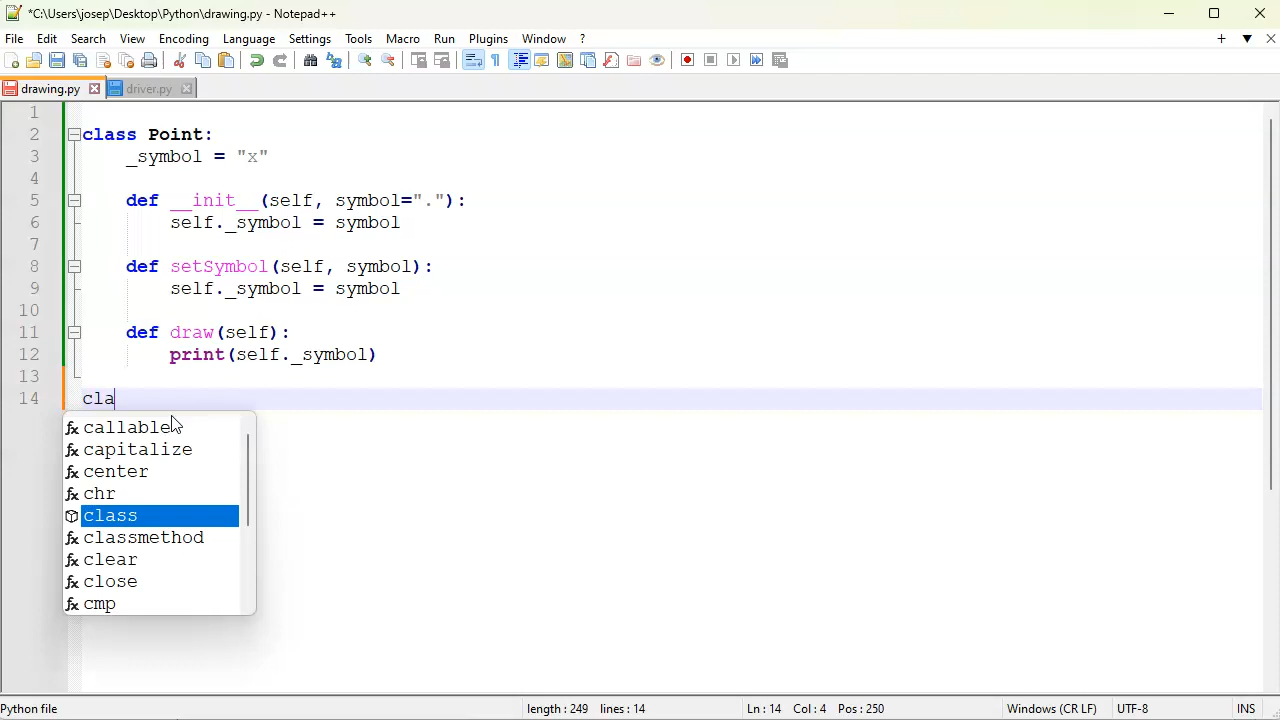 *C:\Users\josep\Desktop\Python\drawing.py - Notepad++
File Edit Search View Encoding Language Settings Tools Macro Run Plugins Window ?
drawing.py driver.py
1
2 class Point:
3 _symbol = "x"
4
5 def __init__(self, symbol="."):
6 self._symbol = symbol
7
8 def setSymbol(self, symbol):
9 self._symbol = symbol
10
11 def draw(self):
12 print(self._symbol)
13
14 cla
callable
capitalize
center
chr
class
classmethod
clear
close
cmp
Python file length : 249 lines : 14 Ln : 14 Col : 4 Pos : 250 Windows (CR LF) UTF-8 INS